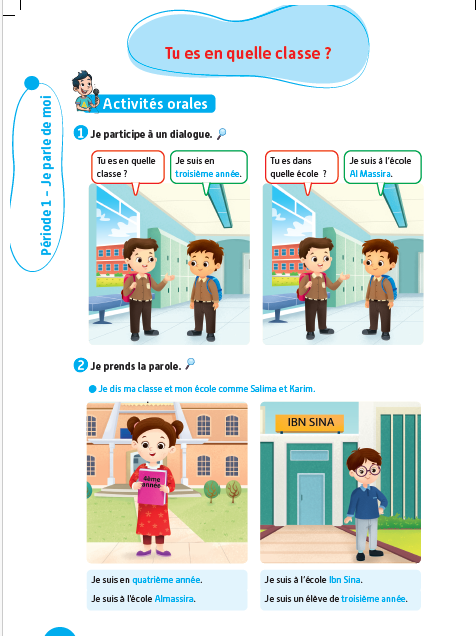 Tu es en quelle classe ?
Période 1 - Je parle de moi
Activités orales
1 Je participe à un dialogue.
Tu es en quelle
classe ?
Je suis en
troisième année.
Tu es dans
quelle école ?
Je suis à l'école
Al Massira.
2 Je prends la parole.
Je dis ma classe et mon école comme Salima et Karim.
4ème
année
IBN SINA
Je suis en quatrième année.
Je suis à l'école Almassira.
Je suis à l'école Ibn Sina.
Je suis un élève de troisième année.